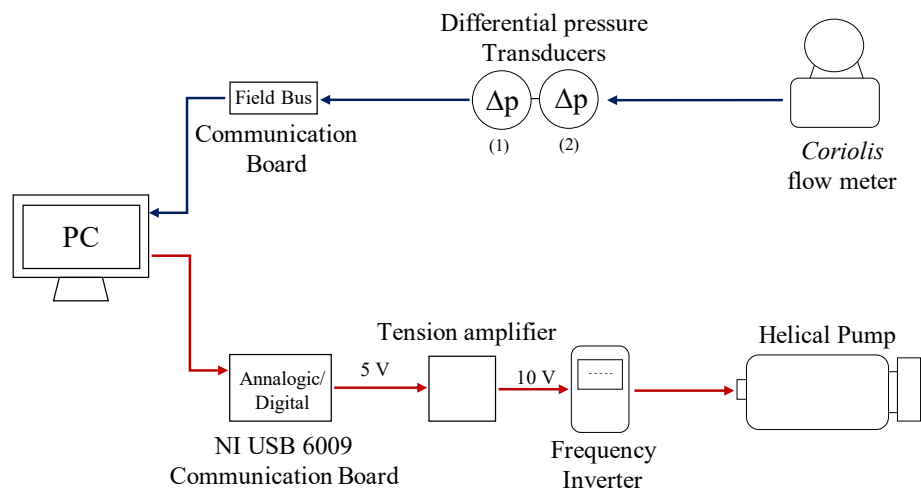 Differential pressure
Transducers
Field Bus
Δp
Δp
(1)
(2)
Communication
Board
Coriolis
flow meter
PC
Tension amplifier
Helical Pump
Annalogic/
Digital
5 V
10 V
-----
NI USB 6009
Communication Board
Frequency
Inverter